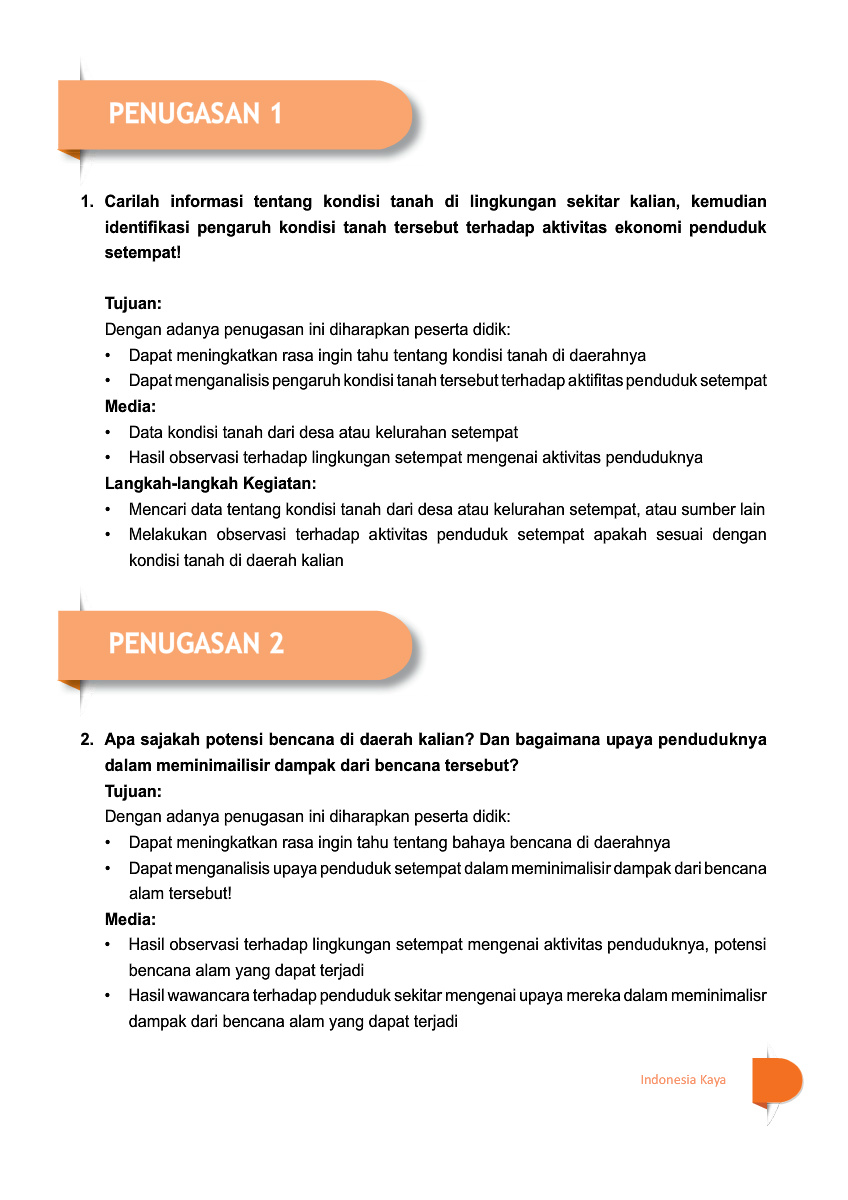 PENUGASAN 1
1. Carilah informasi tentang kondisi tanah di lingkungan sekitar kalian, kemudian
identifikasi pengaruh kondisi tanah tersebut terhadap aktivitas ekonomi penduduk
setempat!
Tujuan:
Dengan adanya penugasan ini diharapkan peserta didik:
• Dapat meningkatkan rasa ingin tahu tentang kondisi tanah di daerahnya
• Dapat menganalisis pengaruh kondisi tanah tersebut terhadap aktifitas penduduk setempat
Media:
• Data kondisi tanah dari desa atau kelurahan setempat
• Hasil observasi terhadap lingkungan setempat mengenai aktivitas penduduknya
Langkah-langkah Kegiatan:
• Mencari data tentang kondisi tanah dari desa atau kelurahan setempat, atau sumber lain
• Melakukan observasi terhadap aktivitas penduduk setempat apakah sesuai dengan
kondisi tanah di daerah kalian
PENUGASAN 2
2. Apa sajakah potensi bencana di daerah kalian? Dan bagaimana upaya penduduknya
dalam meminimailisir dampak dari bencana tersebut?
Tujuan:
Dengan adanya penugasan ini diharapkan peserta didik:
• Dapat meningkatkan rasa ingin tahu tentang bahaya bencana di daerahnya
• Dapat menganalisis upaya penduduk setempat dalam meminimalisir dampak dari bencana
alam tersebut!
Media:
• Hasil observasi terhadap lingkungan setempat mengenai aktivitas penduduknya, potensi
bencana alam yang dapat terjadi
• Hasil wawancara terhadap penduduk sekitar mengenai upaya mereka dalam meminimalisr
dampak dari bencana alam yang dapat terjadi
Indonesia Kaya